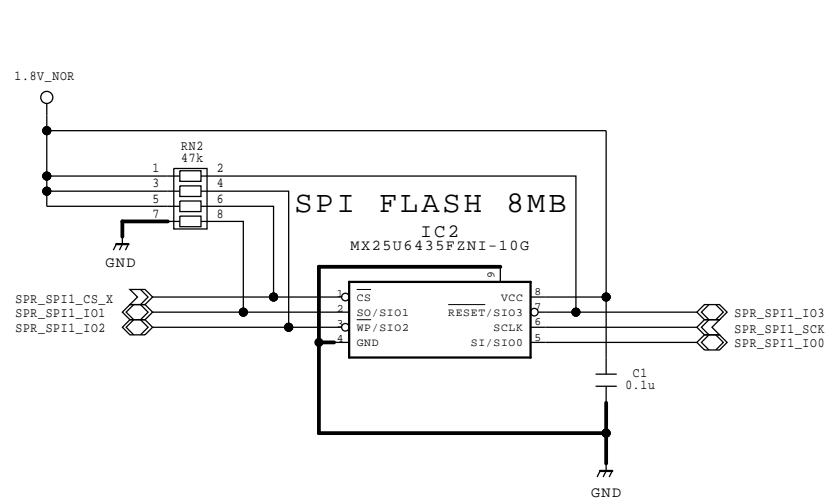 1.8V_NOR
RN2
47k
1 2
3 4
5 6
7 8
GND
SPI FLASH 8MB
IC2
MX25U6435FZNI-10G
9
SPR_SPI1_CS_X 1 CS VCC 8
SPR_SPI1_IO1 2 SO/SIO1 RESET/SIO3 7 SPR_SPI1_IO3
SPR_SPI1_IO2 3 WP/SIO2 SCLK 6 SPR_SPI1_SCK
4 GND SI/SIO0 5 SPR_SPI1_IO0
C1
0.1u
GND